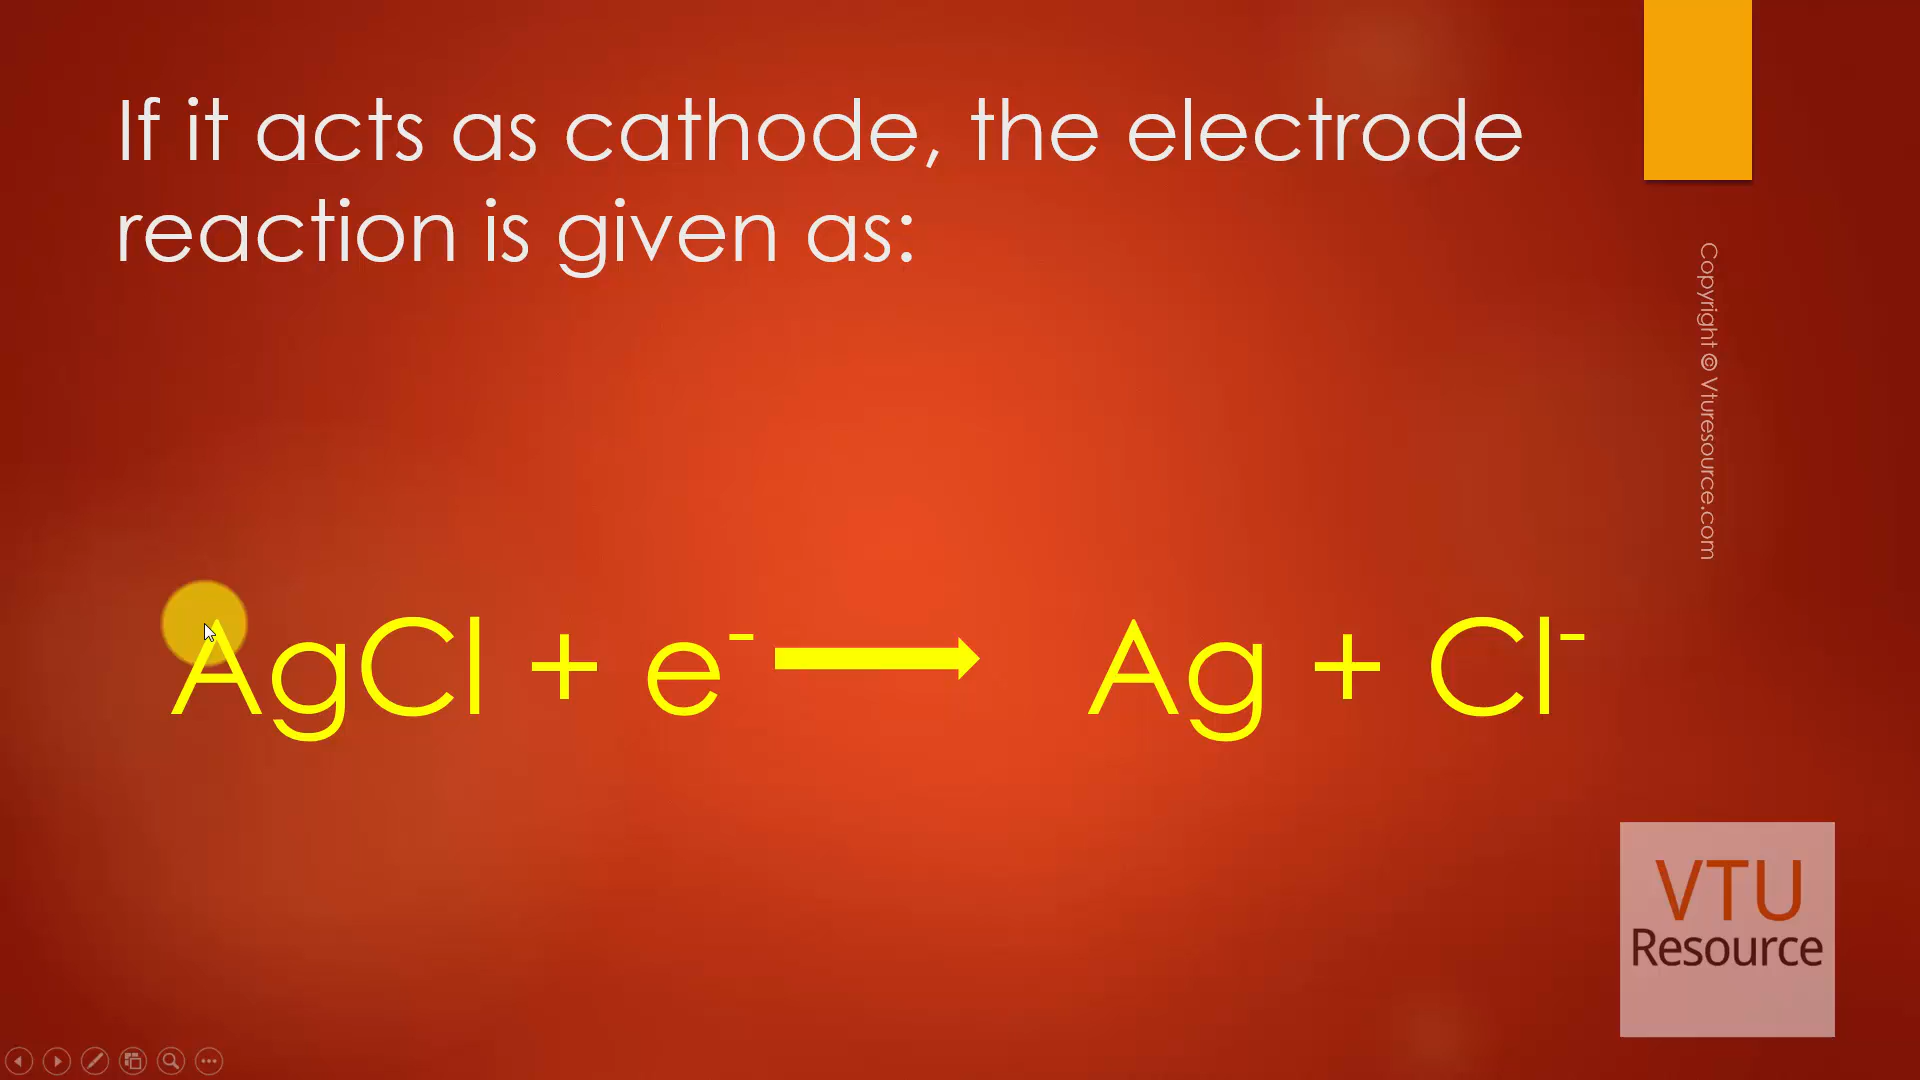 If it acts as cathode, the electrode
reaction is given as:
Copyright © Vturesource.com
AgCl + e⁻ → Ag + Cl⁻
VTU
Resource